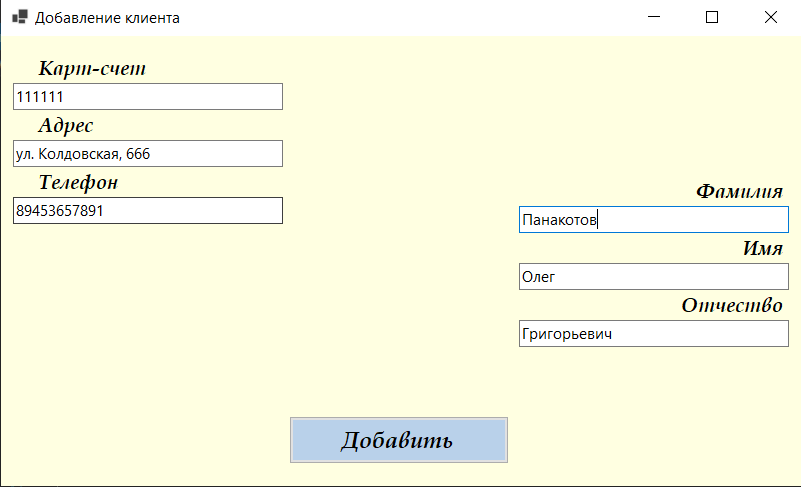 Добавление клиента
Карт-счет
111111
Адрес
ул. Колдовская, 666
Телефон
89453657891
Фамилия
Панакотов
Имя
Олег
Отчество
Григорьевич
Добавить